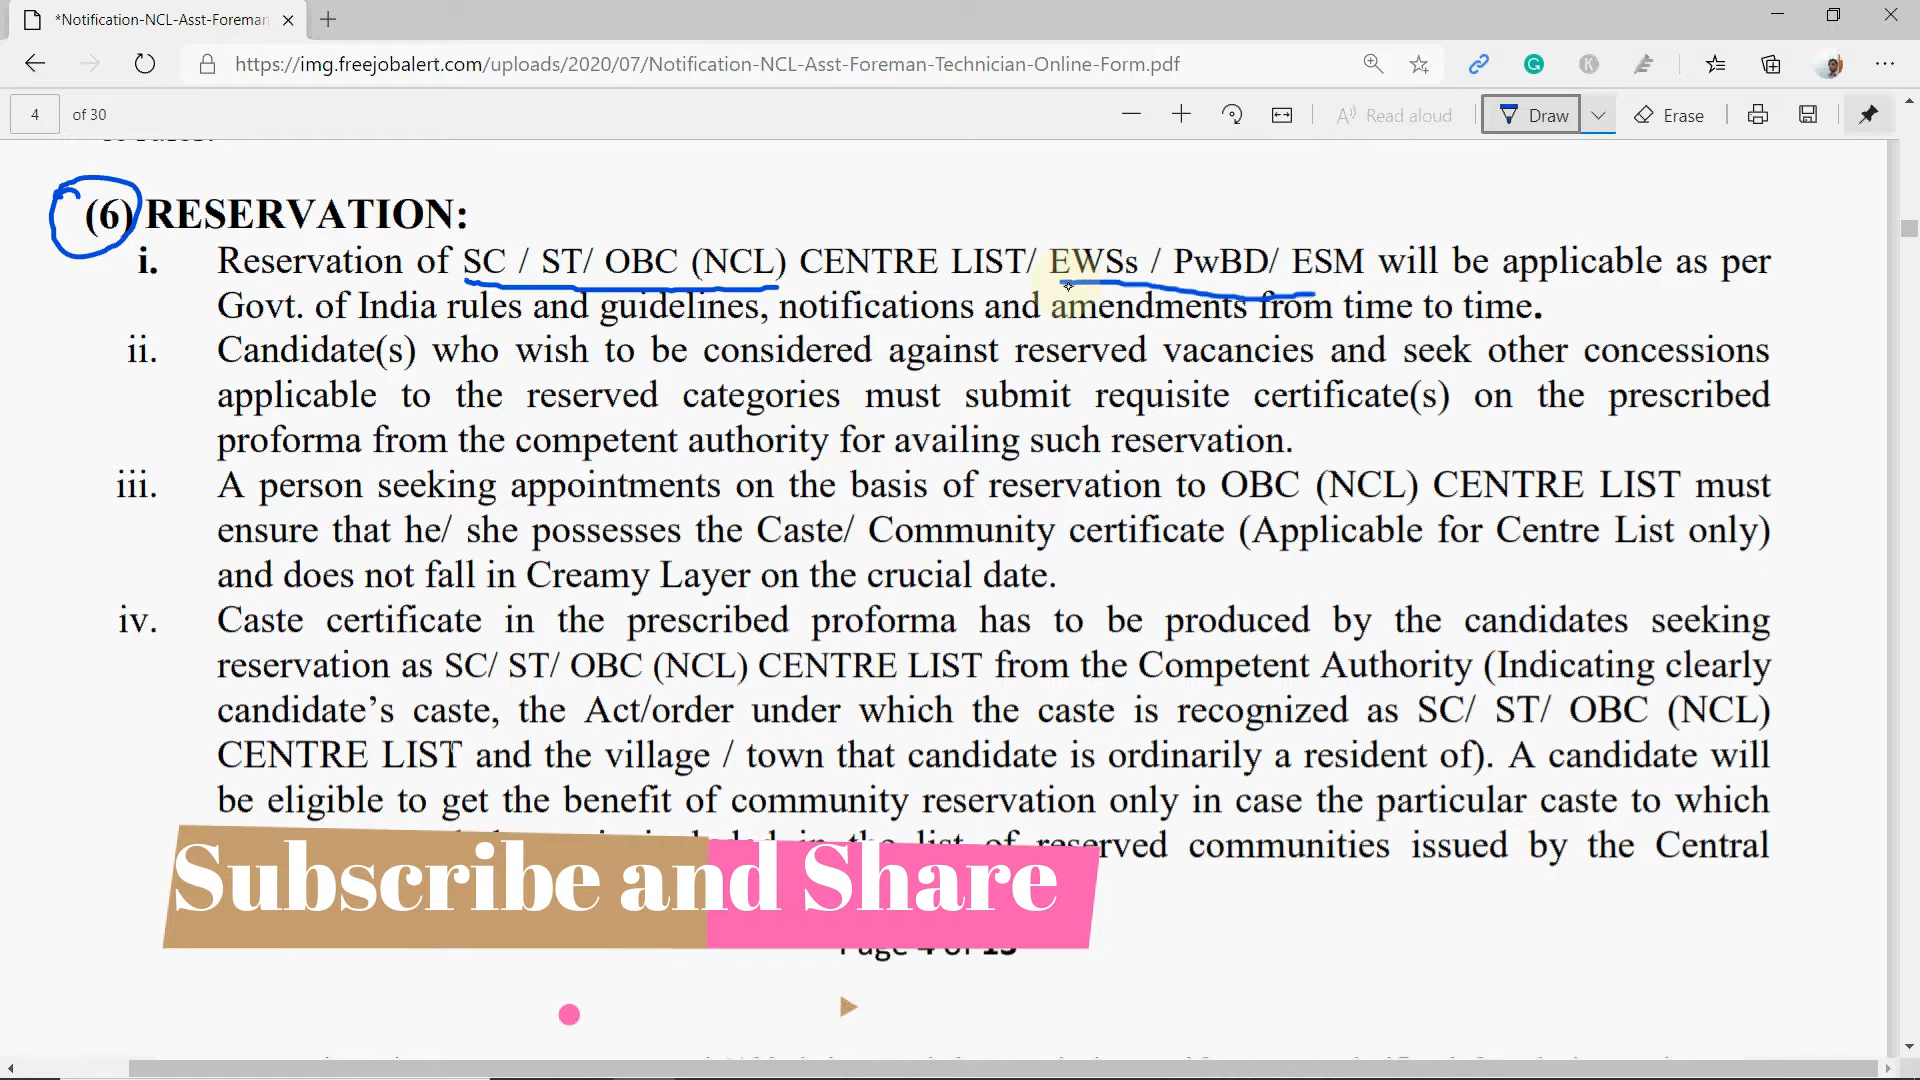 *Notification-NCL-Asst-Foreman
https://img.freejobalert.com/uploads/2020/07/Notification-NCL-Asst-Foreman-Technician-Online-Form.pdf
4 of 30
Read aloud
Draw
Erase
(6) RESERVATION:
i. Reservation of SC / ST/ OBC (NCL) CENTRE LIST/ EWSs / PwBD/ ESM will be applicable as per
Govt. of India rules and guidelines, notifications and amendments from time to time.
ii. Candidate(s) who wish to be considered against reserved vacancies and seek other concessions
applicable to the reserved categories must submit requisite certificate(s) on the prescribed
proforma from the competent authority for availing such reservation.
iii. A person seeking appointments on the basis of reservation to OBC (NCL) CENTRE LIST must
ensure that he/ she possesses the Caste/ Community certificate (Applicable for Centre List only)
and does not fall in Creamy Layer on the crucial date.
iv. Caste certificate in the prescribed proforma has to be produced by the candidates seeking
reservation as SC/ ST/ OBC (NCL) CENTRE LIST from the Competent Authority (Indicating clearly
candidate’s caste, the Act/order under which the caste is recognized as SC/ ST/ OBC (NCL)
CENTRE LIST and the village / town that candidate is ordinarily a resident of). A candidate will
be eligible to get the benefit of community reservation only in case the particular caste to which
in the list of reserved communities issued by the Central
Subscribe and Share
Page 4 of